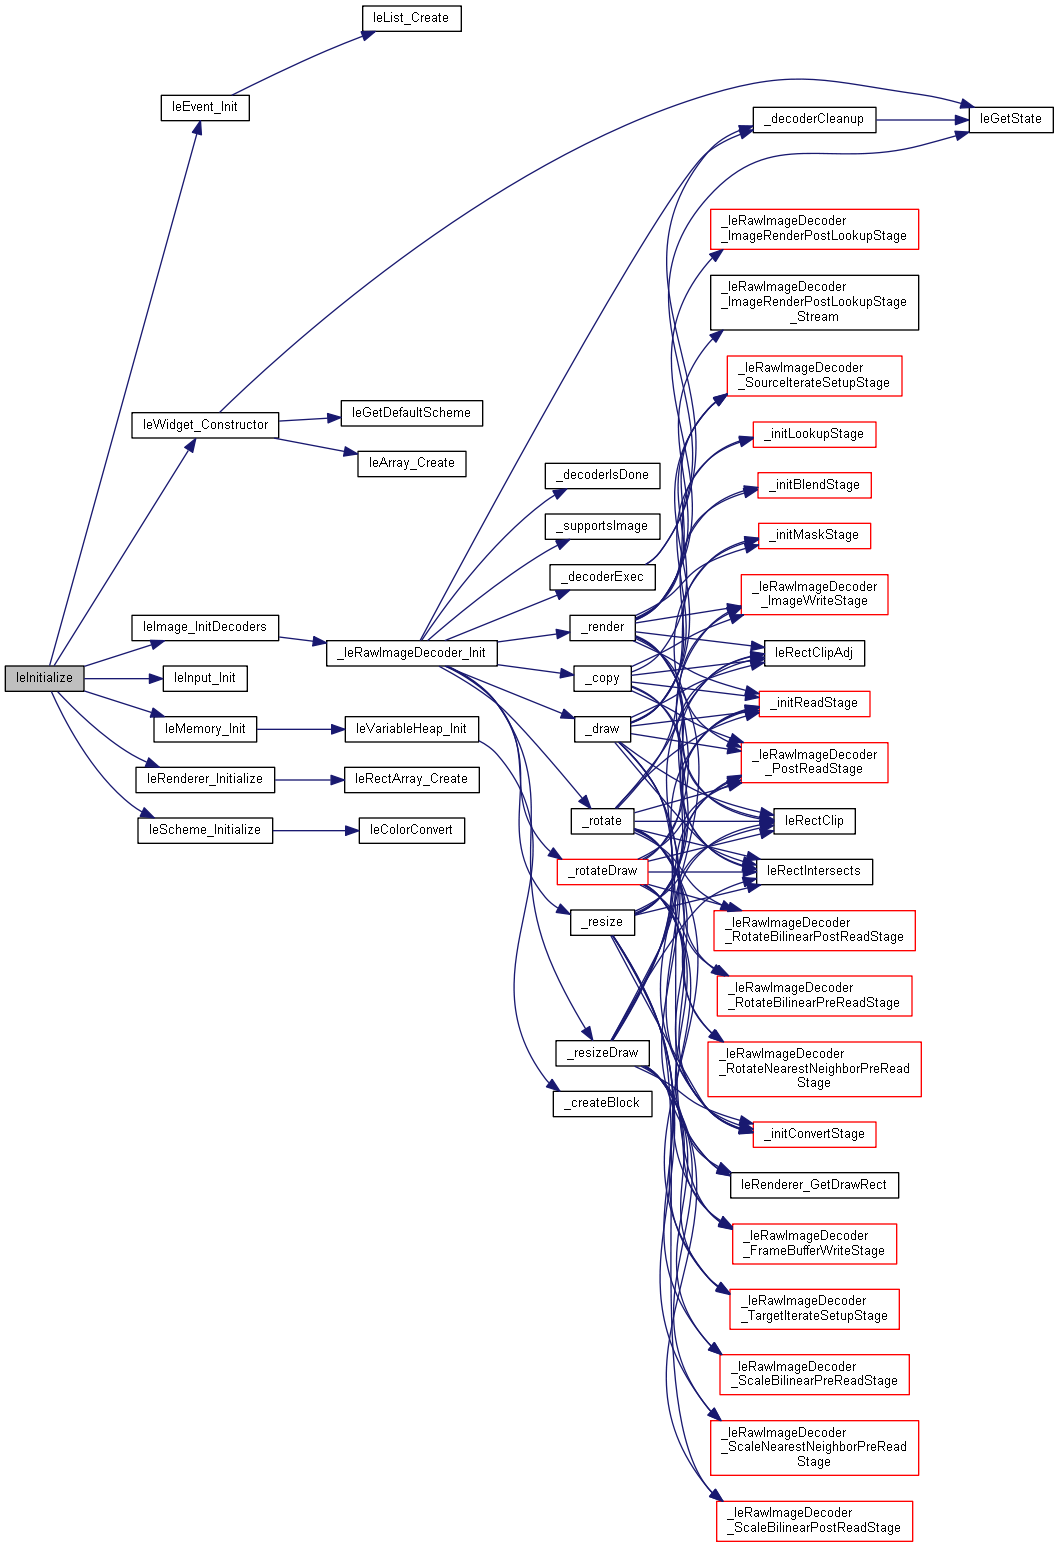 leList_Create
leEvent_Init
_decoderCleanup
leGetState
_leRawImageDecoder
_ImageRenderPostLookupStage
_leRawImageDecoder
_ImageRenderPostLookupStage
_Stream
_leRawImageDecoder
_SourceIterateSetupStage
leGetDefaultScheme
leWidget_Constructor
_initLookupStage
leArray_Create
_decoderIsDone
_initBlendStage
_supportsImage
_initMaskStage
_decoderExec
_leRawImageDecoder
_ImageWriteStage
leImage_InitDecoders
_render
_leRawImageDecoder_Init
leRectClipAdj
leInitialize
leInput_Init
_copy
_initReadStage
leMemory_Init
leVariableHeap_Init
_draw
_leRawImageDecoder
_PostReadStage
leRenderer_Initialize
leRectArray_Create
leScheme_Initialize
leColorConvert
_rotate
leRectClip
_rotateDraw
leRectIntersects
_resize
_leRawImageDecoder
_RotateBilinearPostReadStage
_leRawImageDecoder
_RotateBilinearPreReadStage
_resizeDraw
_leRawImageDecoder
_RotateNearestNeighborPreRead
Stage
_createBlock
_initConvertStage
leRenderer_GetDrawRect
_leRawImageDecoder
_FrameBufferWriteStage
_leRawImageDecoder
_TargetIterateSetupStage
_leRawImageDecoder
_ScaleBilinearPreReadStage
_leRawImageDecoder
_ScaleNearestNeighborPreRead
Stage
_leRawImageDecoder
_ScaleBilinearPostReadStage